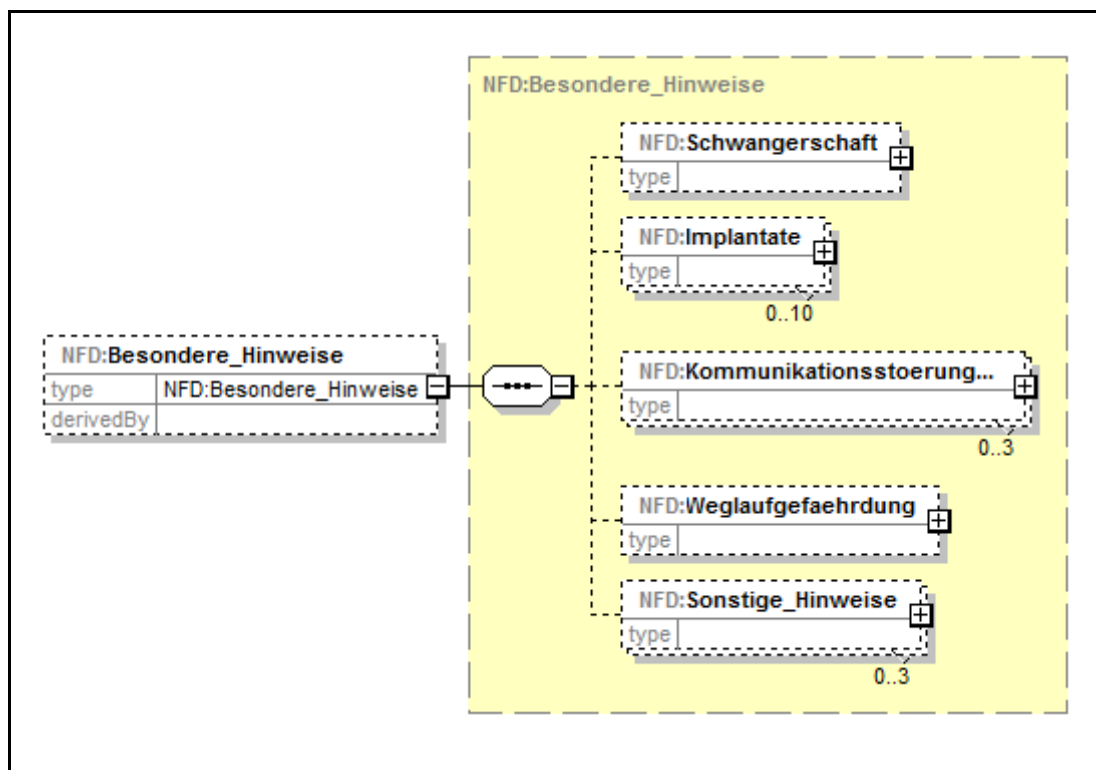 NFD:Besondere_Hinweise
NFD:Schwangerschaft
type
NFD:Implantate
type
0..10
NFD:Besondere_Hinweise
type NFD:Besondere_Hinweise
derivedBy
NFD:Kommunikationsstoerung...
type
0..3
NFD:Weglaufgefaehrdung
type
NFD:Sonstige_Hinweise
type
0..3